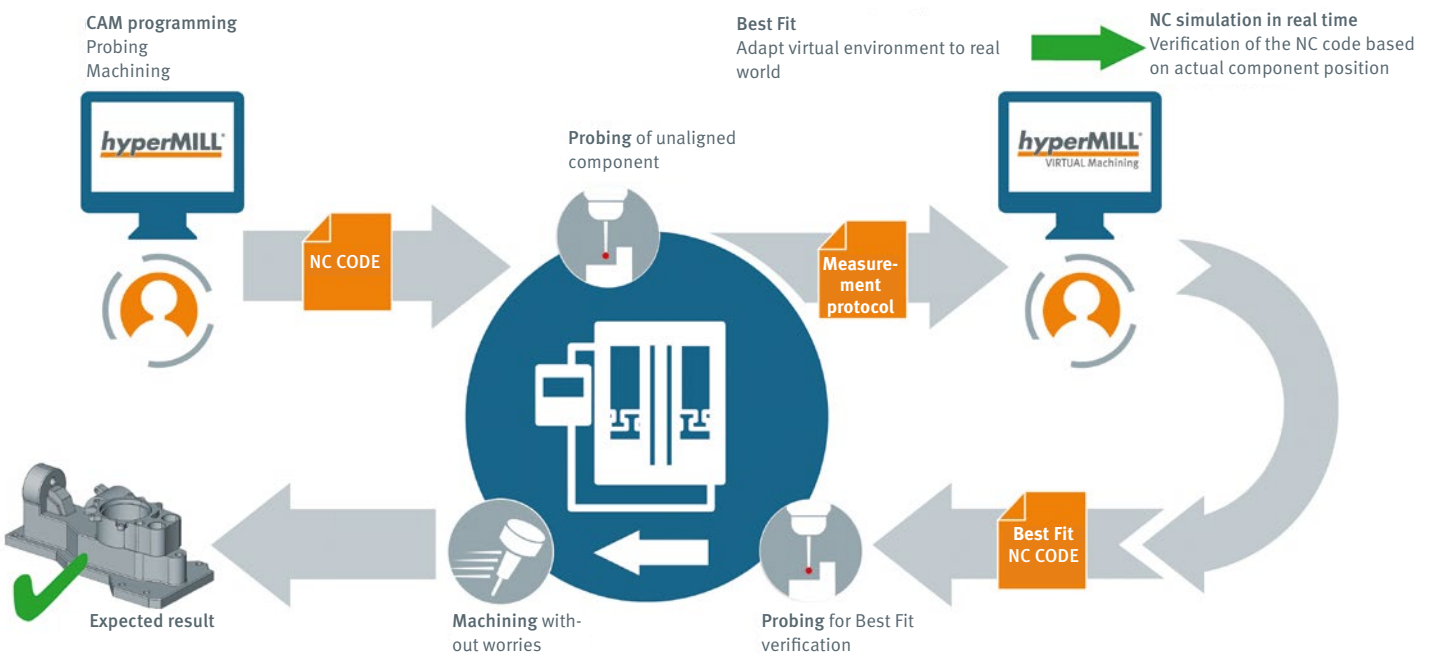 CAM programming
Probing
Machining
hyperMILL®
NC CODE
Probing of unaligned
component
Measure-
ment
protocol
Best Fit
Adapt virtual environment to real
world
NC simulation in real time
Verification of the NC code based
on actual component position
hyperMILL®
VIRTUAL Machining
Best Fit
NC CODE
Probing for Best Fit
verification
Machining with-
out worries
Expected result